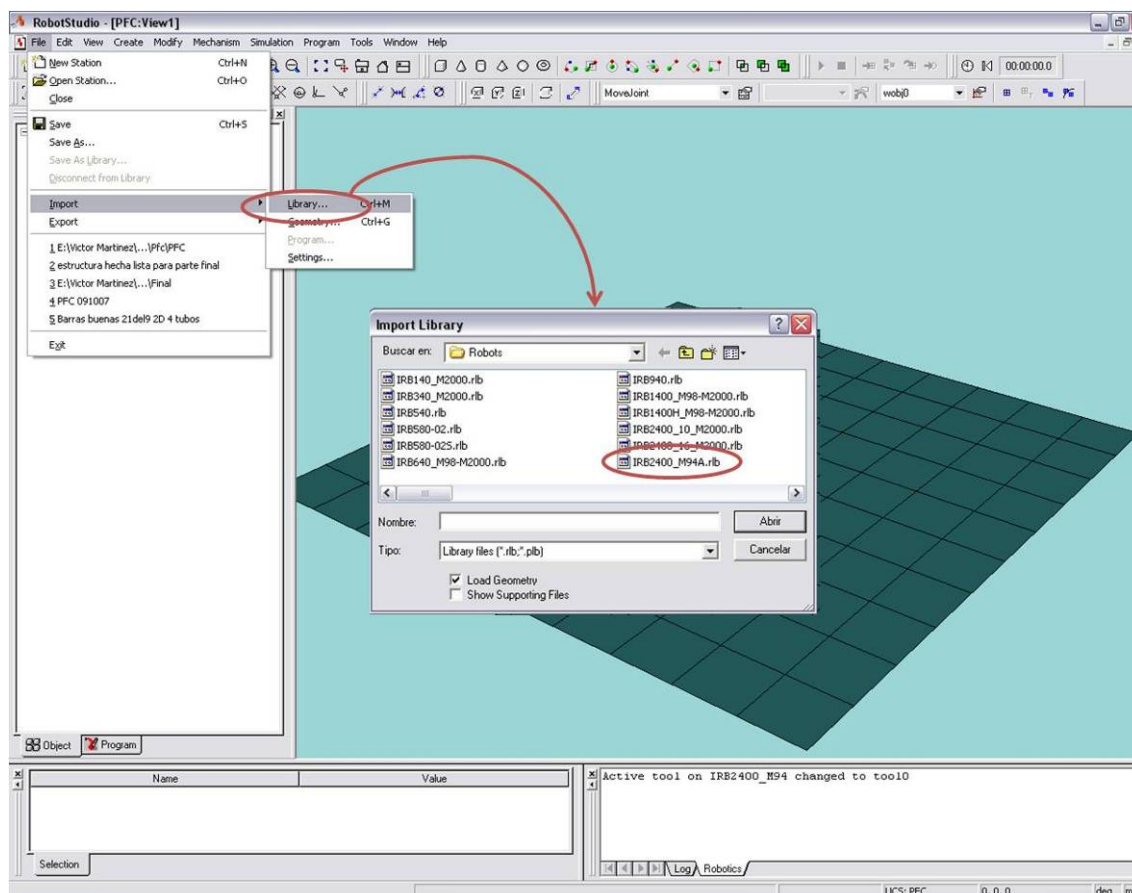 RobotStudio - [PFC:View1]
File Edit View Create Modify Mechanism Simulation Program Tools Window Help
New Station Ctrl+N
Open Station... Ctrl+O
Close
Save Ctrl+S
Save As...
Save As Library...
Disconnect from Library
Import
Export
1 E:\Victor Martinez\...\Pfc\PFC
2 estructura hecha lista para parte final
3 E:\Victor Martinez\...\Final
4 PFC 091007
5 Barras buenas 21del9 2D 4 tubos
Exit
00:00:00.0
MoveJoint
wobj0
Library... Ctrl+M
Geometry... Ctrl+G
Program...
Settings...
Import Library
Buscar en: Robots
IRB140_M2000.rlb
IRB340_M2000.rlb
IRB540.rlb
IRB580-02.rlb
IRB580-02S.rlb
IRB640_M98-M2000.rlb
IRB940.rlb
IRB1400_M98-M2000.rlb
IRB1400H_M98-M2000.rlb
IRB2400_10_M2000.rlb
IRB2400_16_M2000.rlb
IRB2400_M94A.rlb
Nombre:
Abrir
Tipo: Library files (*.rlb;*.plb)
Cancelar
Load Geometry
Show Supporting Files
Object Program
Name Value
Selection
Active tool on IRB2400_M94 changed to tool0
Log Robotics
UCS: PFC 0, 0, 0 deg